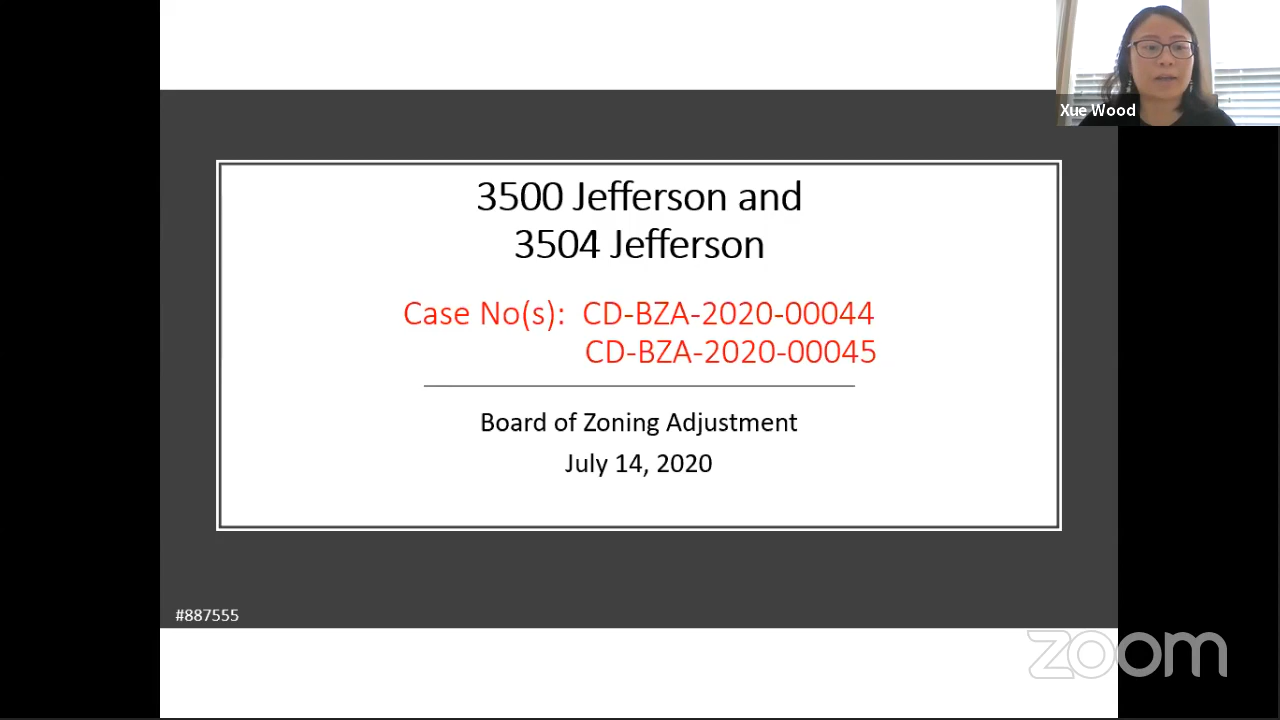 Xue Wood
3500 Jefferson and
3504 Jefferson
Case No(s): CD-BZA-2020-00044
CD-BZA-2020-00045
Board of Zoning Adjustment
July 14, 2020
#887555
zoom